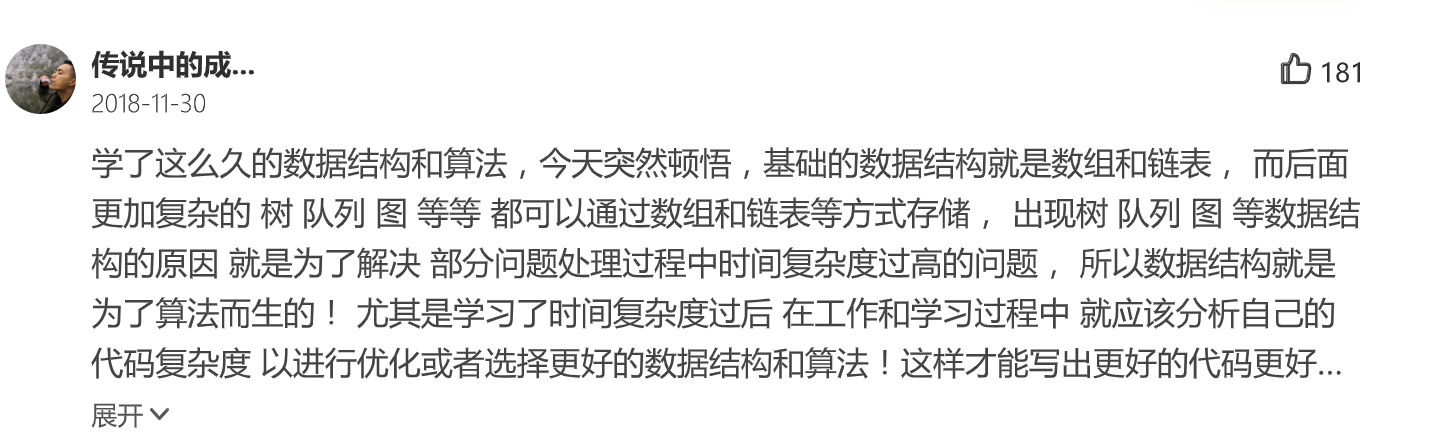 传说中的成...
181
2018-11-30
学了这么久的数据结构和算法，今天突然顿悟，基础的数据结构就是数组和链表， 而后面
更加复杂的 树 队列 图 等等 都可以通过数组和链表等方式存储， 出现树 队列 图 等数据结
构的原因 就是为了解决 部分问题处理过程中时间复杂度过高的问题， 所以数据结构就是
为了算法而生的！ 尤其是学习了时间复杂度过后 在工作和学习过程中 就应该分析自己的
代码复杂度 以进行优化或者选择更好的数据结构和算法！这样才能写出更好的代码更好...
展开